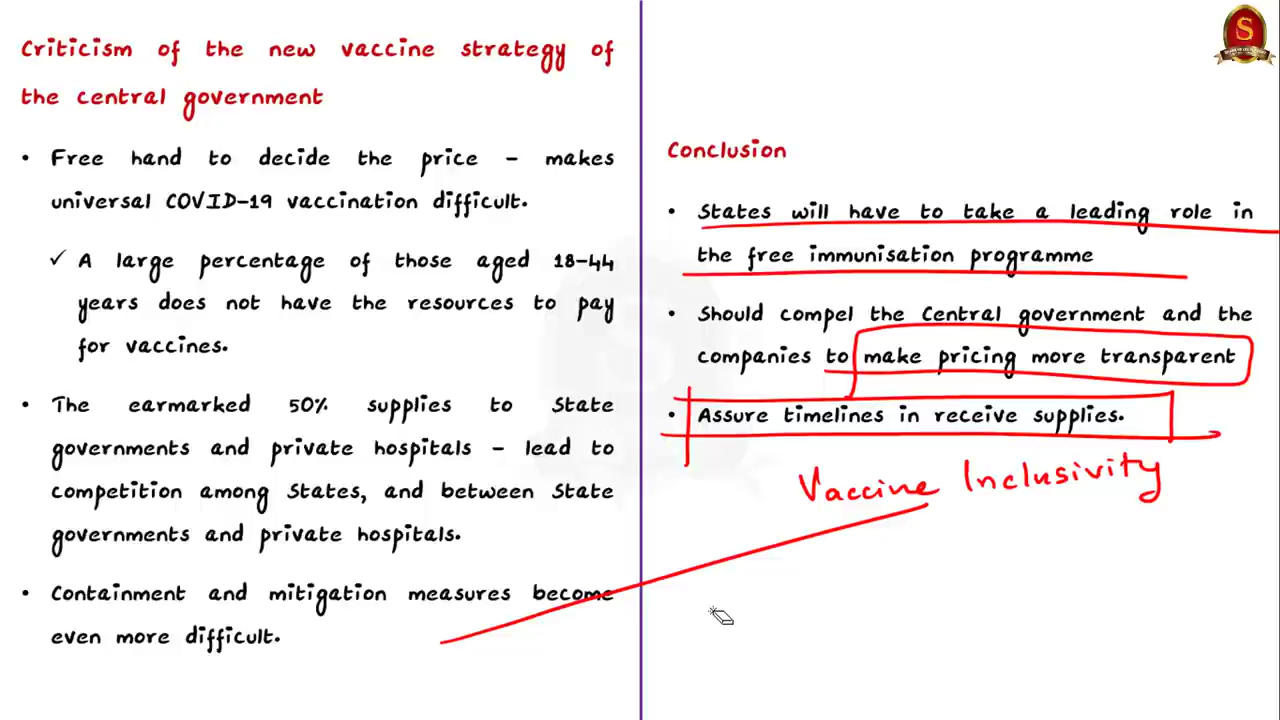 Criticism of the new vaccine strategy of
the central government
• Free hand to decide the price – makes
universal COVID-19 vaccination difficult.
✓ A large percentage of those aged 18-44
years does not have the resources to pay
for vaccines.
• The earmarked 50% supplies to State
governments and private hospitals – lead to
competition among States, and between State
governments and private hospitals.
• Containment and mitigation measures become
even more difficult.
Conclusion
• States will have to take a leading role in
the free immunisation programme
• Should compel the Central government and the
companies to make pricing more transparent
• Assure timelines in receive supplies.
Vaccine Inclusivity
S